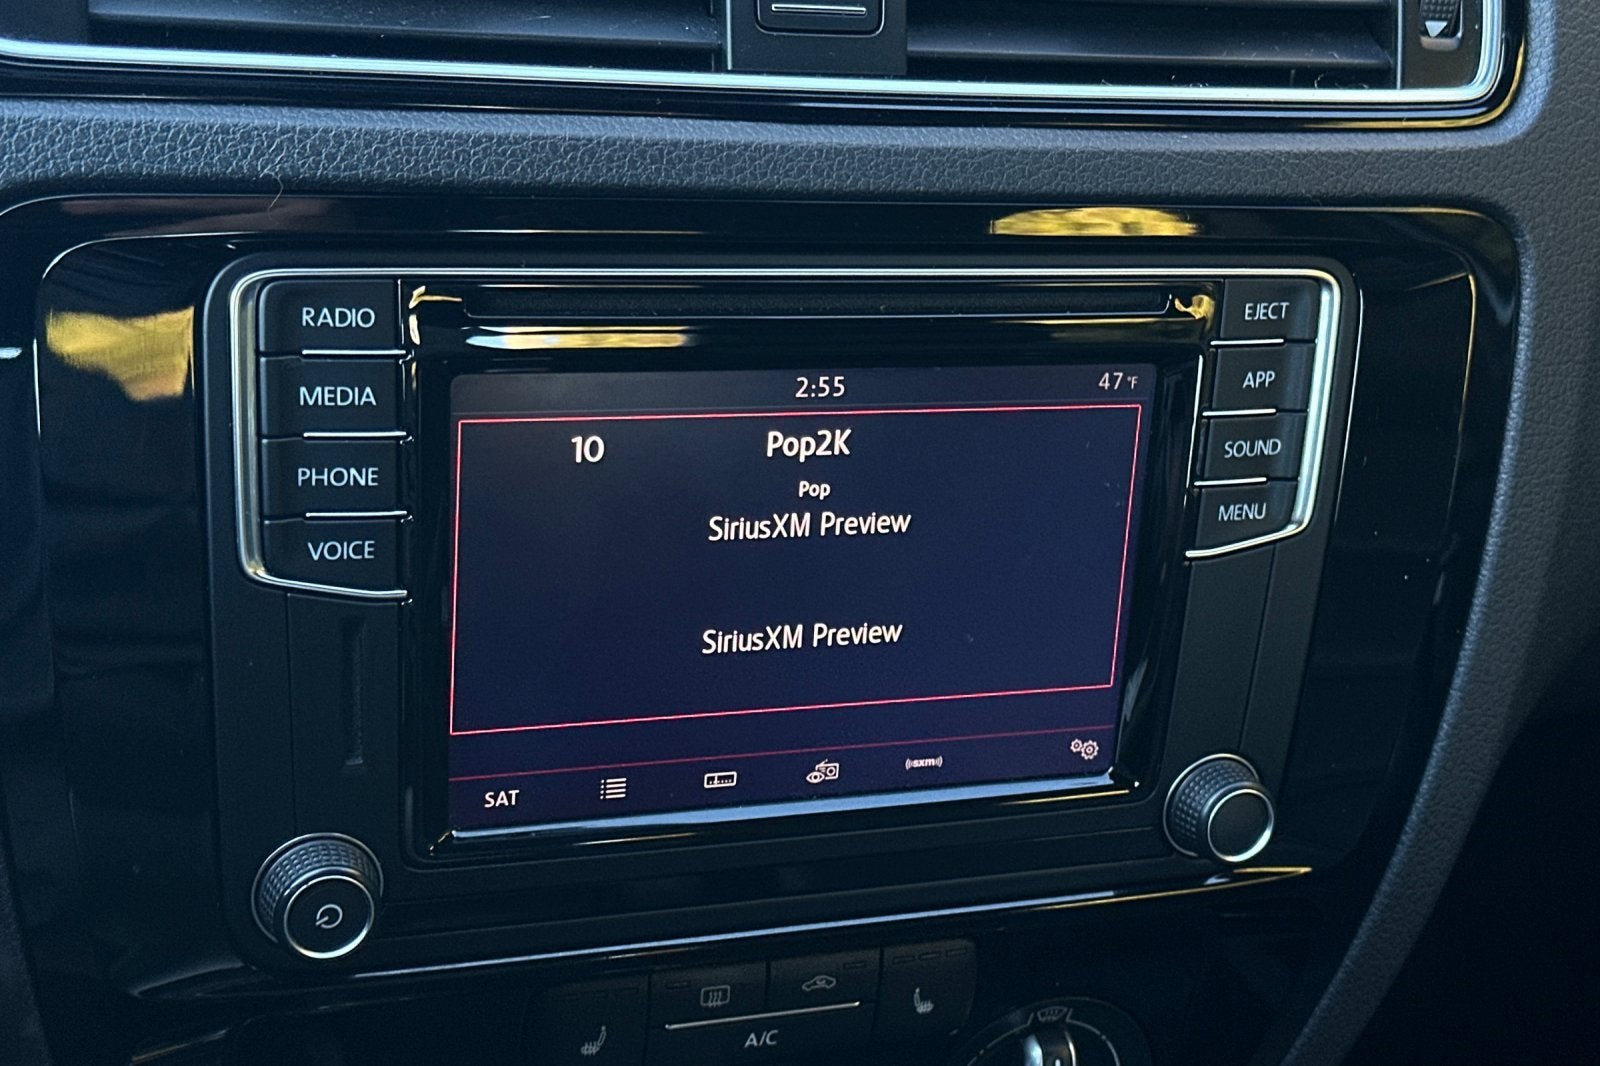 RADIO
MEDIA
PHONE
VOICE
EJECT
APP
SOUND
MENU
2:55
47°F
10 Pop2K
Pop
SiriusXM Preview
SiriusXM Preview
SAT
((sxm))
A/C